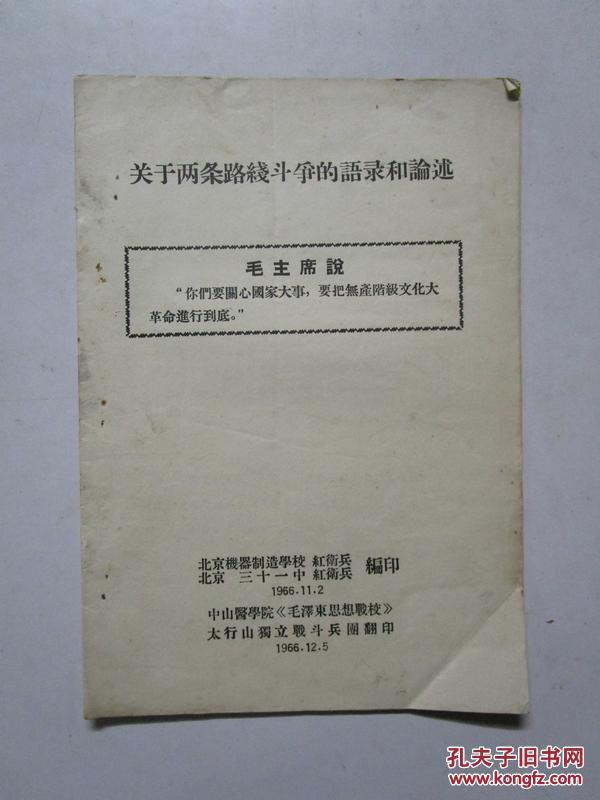 关于两条路綫斗爭的語录和論述
毛主席說
“你們要關心國家大事，要把無產階級文化大
革命進行到底。”
北京機器制造學校 紅衛兵
北京 三十一中 紅衛兵
編印
1966.11.2
中山醫學院《毛澤東思想戰校》
太行山獨立戰斗兵團翻印
1966.12.5
孔夫子旧书网
www.kongfz.com